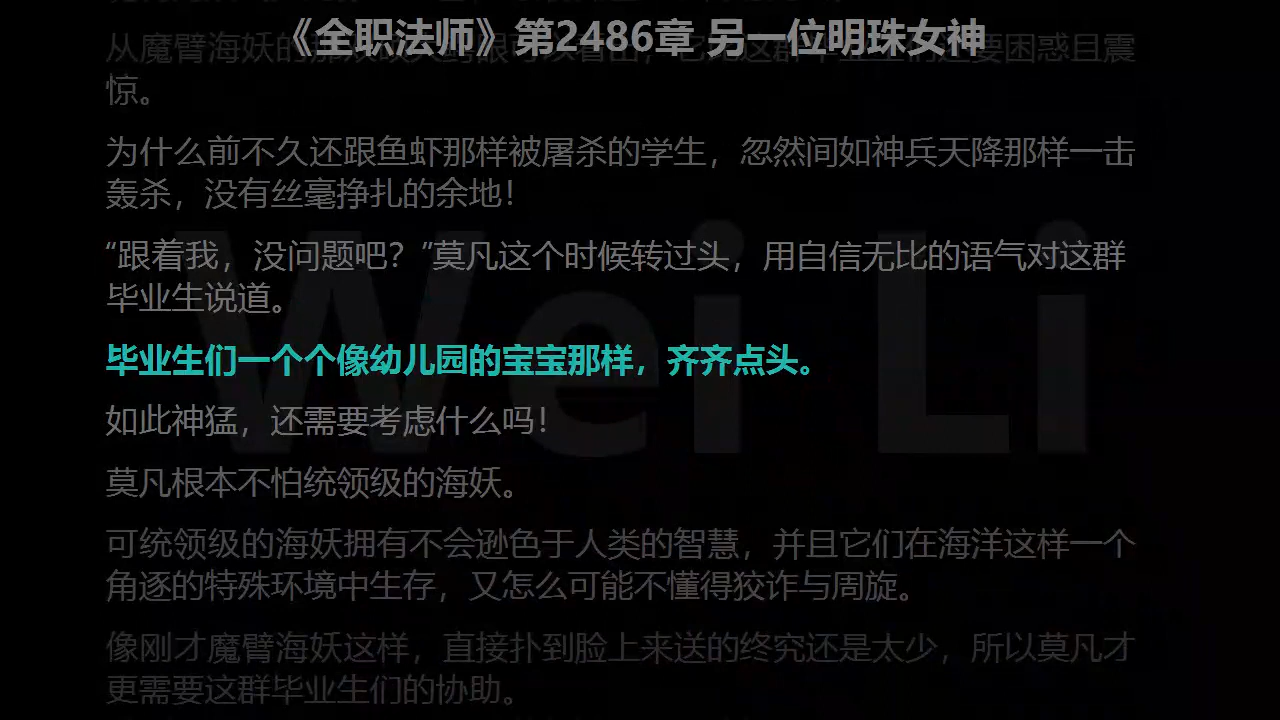 《全职法师》第2486章 另一位明珠女神
惊。
为什么前不久还跟鱼虾那样被屠杀的学生，忽然间如神兵天降那样一击
轰杀，没有丝毫挣扎的余地！
“跟着我，没问题吧？”莫凡这个时候转过头，用自信无比的语气对这群
毕业生说道。
毕业生们一个个像幼儿园的宝宝那样，齐齐点头。
如此神猛，还需要考虑什么吗！
莫凡根本不怕统领级的海妖。
可统领级的海妖拥有不会逊色于人类的智慧，并且它们在海洋这样一个
角逐的特殊环境中生存，又怎么可能不懂得狡诈与周旋。
像刚才魔臂海妖这样，直接扑到脸上来送的终究还是太少，所以莫凡才
更需要这群毕业生们的协助。
Wei Li